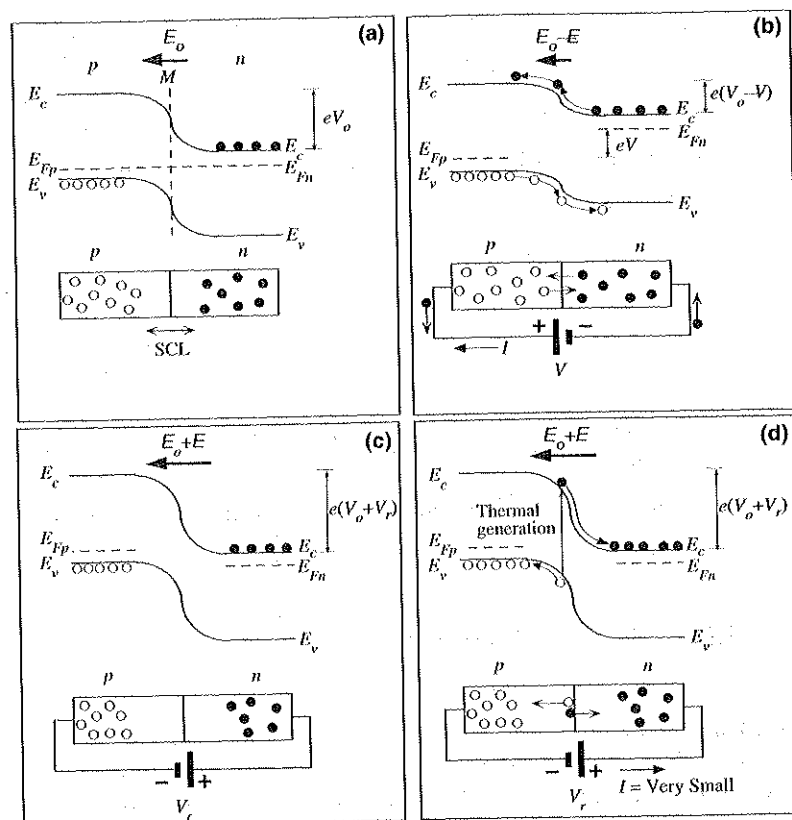 (a)
E_o
p n
M
E_c
eV_o
E_c
E_Fp
E_Fn
E_v
E_v
p n
SCL
(b)
E_o–E
E_c
e(V_o–V)
E_c
E_Fn
eV
E_Fp
E_v
E_v
p n
+ –
I
V
(c)
E_o+E
E_c
e(V_o+V_r)
E_Fp
E_c
E_v
E_Fn
E_v
p n
– +
V_r
(d)
E_o+E
E_c
Thermal
generation
e(V_o+V_r)
E_Fp
E_c
E_v
E_Fn
E_v
p n
– +
V_r
I = Very Small